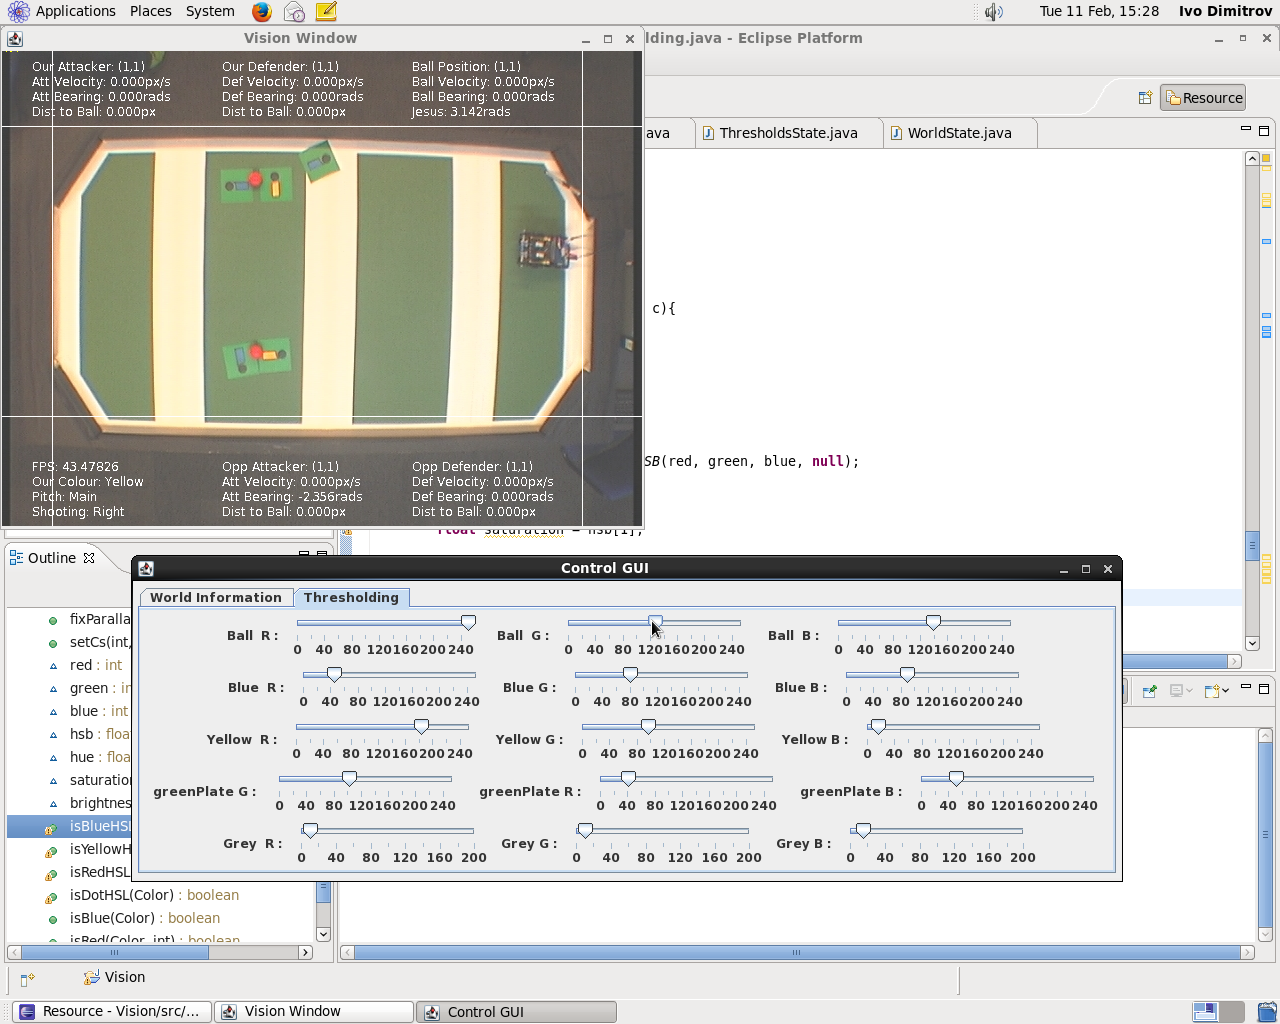 Applications Places System
Tue 11 Feb, 15:28 Ivo Dimitrov
Vision Window
lding.java - Eclipse Platform
Our Attacker: (1,1)
Att Velocity: 0.000px/s
Att Bearing: 0.000rads
Dist to Ball: 0.000px
Our Defender: (1,1)
Def Velocity: 0.000px/s
Def Bearing: 0.000rads
Dist to Ball: 0.000px
Ball Position: (1,1)
Ball Velocity: 0.000px/s
Ball Bearing: 0.000rads
Jesus: 3.142rads
FPS: 43.47826
Our Colour: Yellow
Pitch: Main
Shooting: Right
Opp Attacker: (1,1)
Att Velocity: 0.000px/s
Att Bearing: -2.356rads
Dist to Ball: 0.000px
Opp Defender: (1,1)
Def Velocity: 0.000px/s
Def Bearing: 0.000rads
Dist to Ball: 0.000px
Resource
ava ThresholdsState.java WorldState.java
c){
SB(red, green, blue, null);
float saturation = hsb[1];
Outline
fixParalla
setCs(int,
red : int
green : in
blue : int
hsb : floa
hue : floa
saturatio
brightnes
isBlueHSL
isYellowH
isRedHSL
isDotHSL(Color) : boolean
isBlue(Color) : boolean
isRed(Color, int) : boolean
Control GUI
World Information Thresholding
Ball R : Ball G : Ball B :
0 40 80 120 160 200 240 0 40 80 120 160 200 240 0 40 80 120 160 200 240
Blue R : Blue G : Blue B :
0 40 80 120 160 200 240 0 40 80 120 160 200 240 0 40 80 120 160 200 240
Yellow R : Yellow G : Yellow B :
0 40 80 120 160 200 240 0 40 80 120 160 200 240 0 40 80 120 160 200 240
greenPlate G : greenPlate R : greenPlate B :
0 40 80 120 160 200 240 0 40 80 120 160 200 240 0 40 80 120 160 200 240
Grey R : Grey G : Grey B :
0 40 80 120 160 200 0 40 80 120 160 200 0 40 80 120 160 200
Vision
Resource - Vision/src/... Vision Window Control GUI